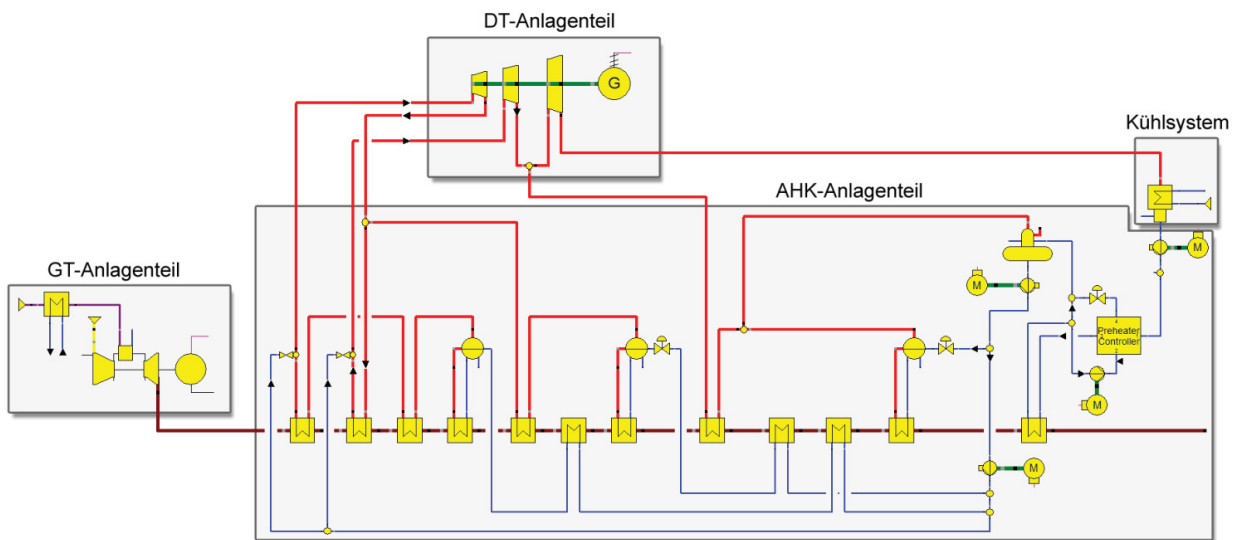 DT-Anlagenteil
G
Kühlsystem
AHK-Anlagenteil
M
GT-Anlagenteil
M
Preheater
Controller
M
M